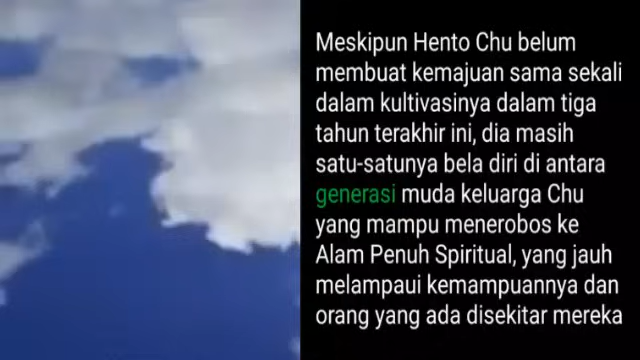 Meskipun Hento Chu belum
membuat kemajuan sama sekali
dalam kultivasinya dalam tiga
tahun terakhir ini, dia masih
satu-satunya bela diri di antara
generasi muda keluarga Chu
yang mampu menerobos ke
Alam Penuh Spiritual, yang jauh
melampaui kemampuannya dan
orang yang ada disekitar mereka